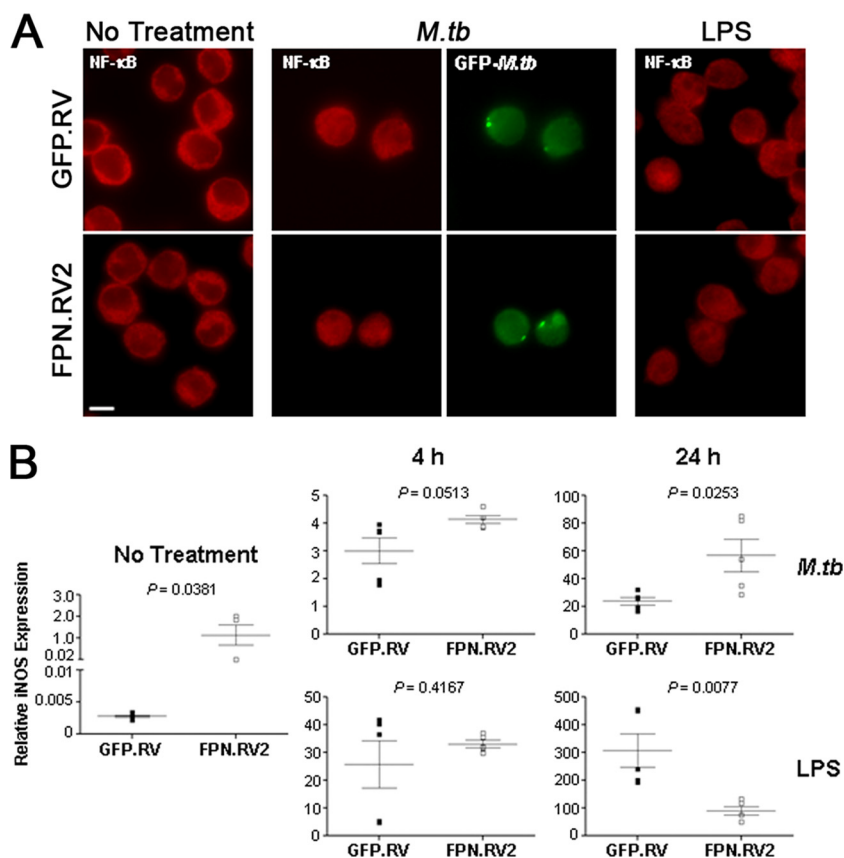 A
No Treatment
M.tb
LPS
GFP.RV
NF-κB
NF-κB
GFP-M.tb
NF-κB
FPN.RV2
B
4 h
24 h
No Treatment
Relative iNOS Expression
P = 0.0381
3.0
2.0
1.0
0.02
0.01
0.005
0
GFP.RV
FPN.RV2
P = 0.0513
5
4
3
2
1
0
GFP.RV
FPN.RV2
P = 0.0253
100
80
60
40
20
0
GFP.RV
FPN.RV2
M.tb
P = 0.4167
50
40
30
20
10
0
GFP.RV
FPN.RV2
P = 0.0077
500
400
300
200
100
0
GFP.RV
FPN.RV2
LPS